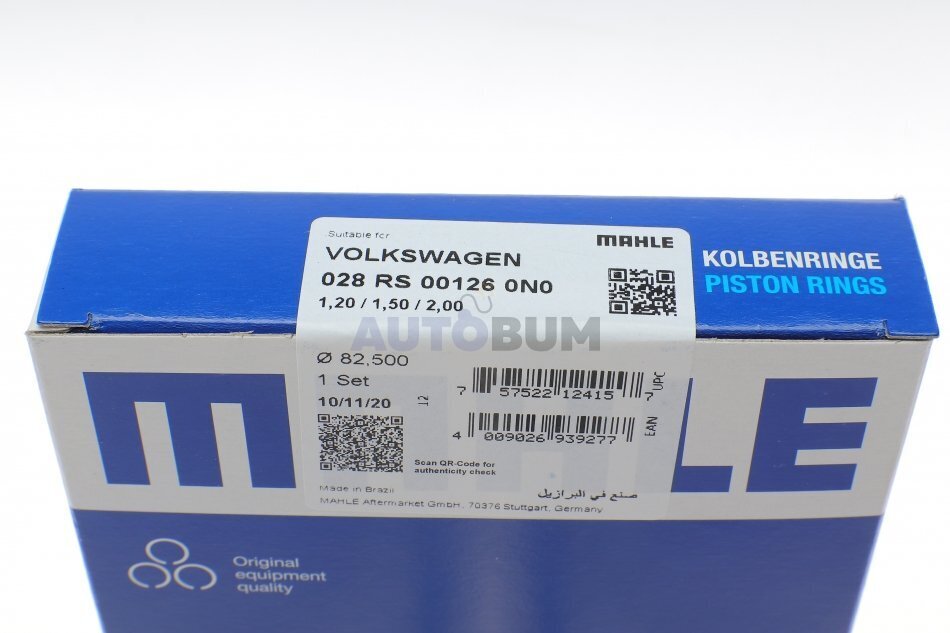 Suitable for
VOLKSWAGEN
028 RS 00126 0N0
1,20 / 1,50 / 2,00
MAHLE
KOLBENRINGE
PISTON RINGS
AUTOBUM
Ø 82,500
1 Set
10/11/20
12
7 57522 12415 7
UPC
4 009026 939277
EAN
Scan QR-Code for
authenticity check
Made in Brazil
صنع في البرازيل
MAHLE Aftermarket GmbH, 70376 Stuttgart, Germany
MAHLE
Original
equipment
quality